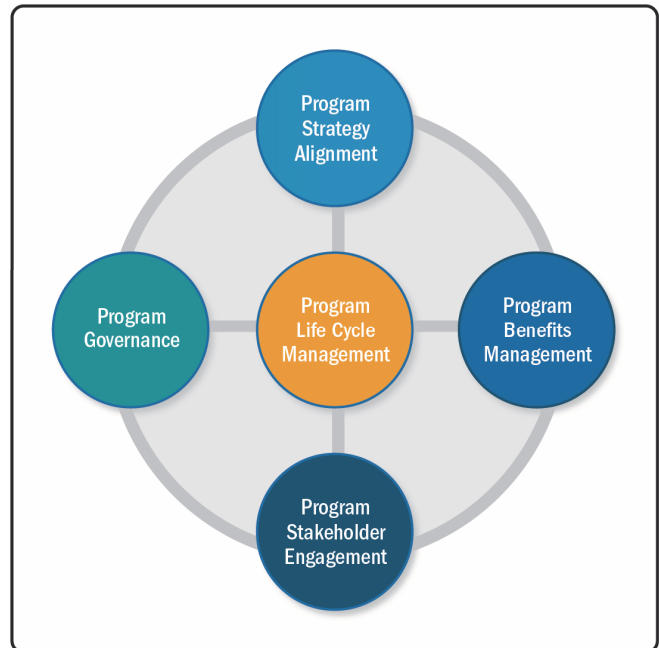 Program
Strategy
Alignment
Program
Governance
Program
Life Cycle
Management
Program
Benefits
Management
Program
Stakeholder
Engagement